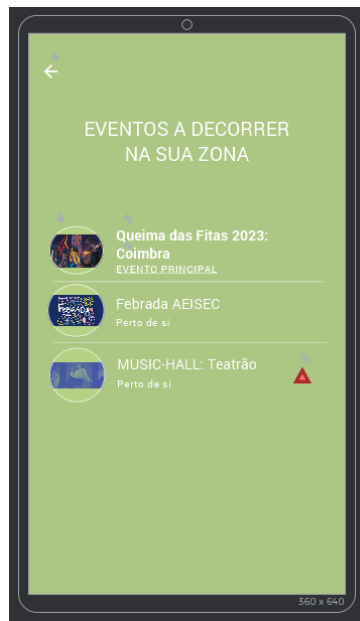 EVENTOS A DECORRER
NA SUA ZONA
Queima das Fitas 2023:
Coimbra
EVENTO PRINCIPAL
FEBRADA
Febrada AEISEC
Perto de si
MUSIC-HALL: Teatrão
Perto de si
360 x 640